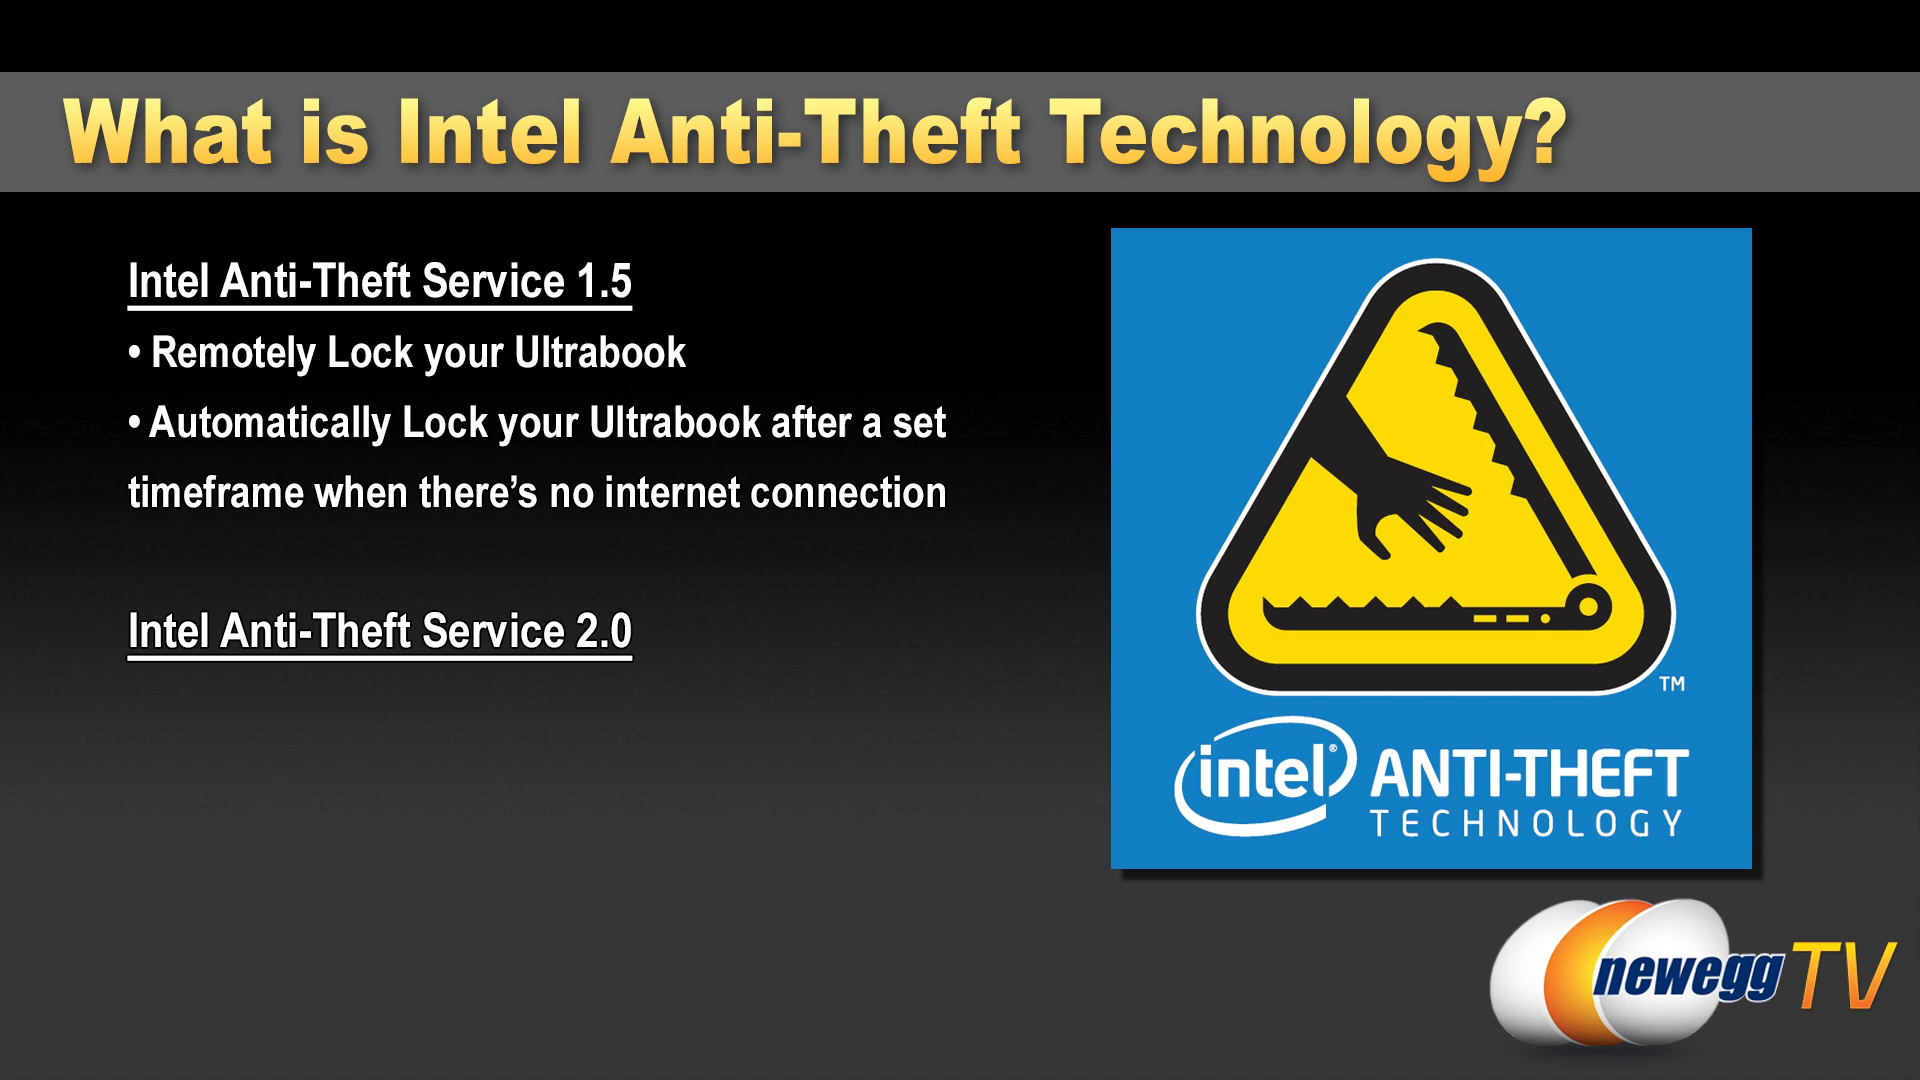 What is Intel Anti-Theft Technology?
Intel Anti-Theft Service 1.5
• Remotely Lock your Ultrabook
• Automatically Lock your Ultrabook after a set
timeframe when there’s no internet connection
Intel Anti-Theft Service 2.0
TM
intel® ANTI-THEFT
TECHNOLOGY
newegg TV